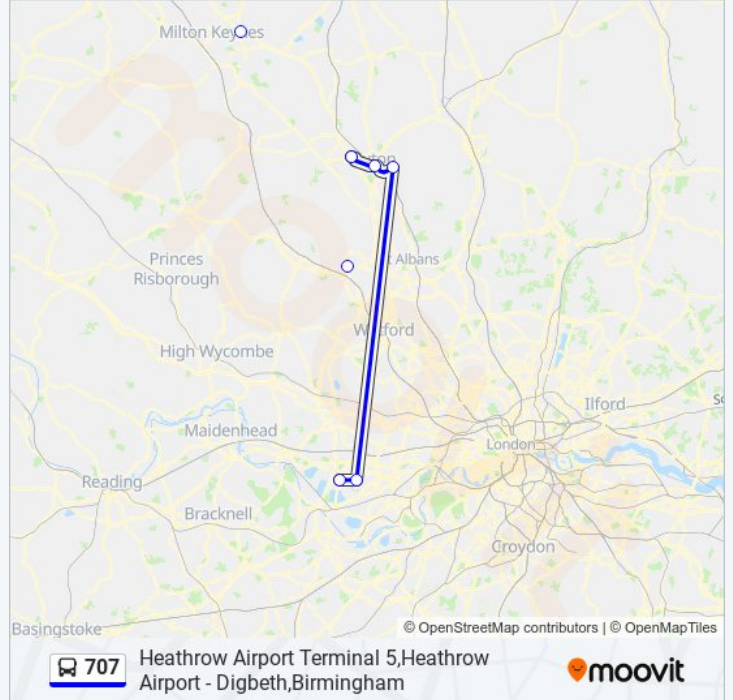 Milton Keynes
Luton
Princes
Risborough
St Albans
Watford
High Wycombe
Ilford
Maidenhead
London
Reading
Bracknell
Croydon
Basingstoke
© OpenStreetMap contributors | © OpenMapTiles
707
Heathrow Airport Terminal 5,Heathrow
Airport - Digbeth,Birmingham
moovit